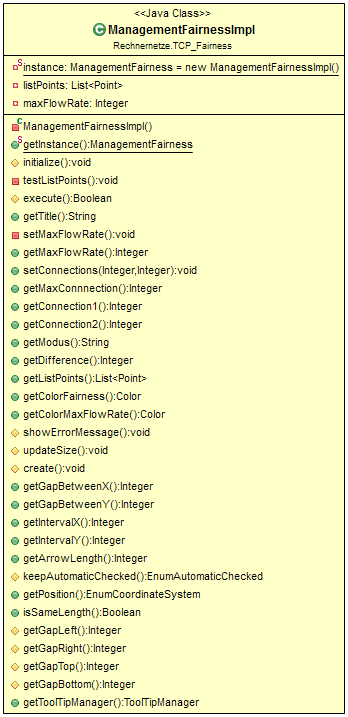 <<Java Class>>
ManagementFairnessImpl
Rechnernetze.TCP_Fairness
instance: ManagementFairness = new ManagementFairnessImpl()
listPoints: List<Point>
maxFlowRate: Integer
ManagementFairnessImpl()
getInstance():ManagementFairness
initialize():void
testListPoints():void
execute():Boolean
getTitle():String
setMaxFlowRate():void
getMaxFlowRate():Integer
setConnections(Integer,Integer):void
getMaxConnnection():Integer
getConnection1():Integer
getConnection2():Integer
getModus():String
getDifference():Integer
getListPoints():List<Point>
getColorFairness():Color
getColorMaxFlowRate():Color
showErrorMessage():void
updateSize():void
create():void
getGapBetweenX():Integer
getGapBetweenY():Integer
getIntervalX():Integer
getIntervalY():Integer
getArrowLength():Integer
keepAutomaticChecked():EnumAutomaticChecked
getPosition():EnumCoordinateSystem
isSameLength():Boolean
getGapLeft():Integer
getGapRight():Integer
getGapTop():Integer
getGapBottom():Integer
getToolTipManager():ToolTipManager